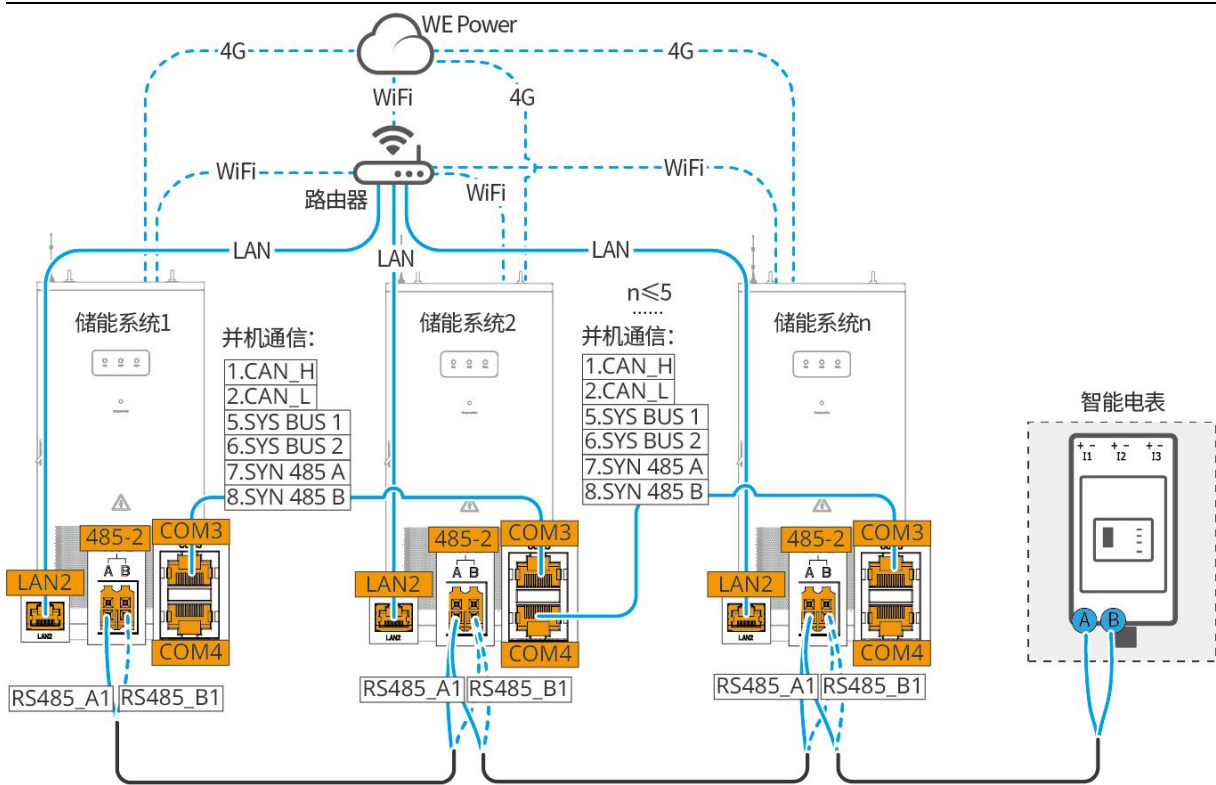 WE Power
4G
4G
WiFi
4G
WiFi
WiFi
WiFi
路由器
LAN
LAN
LAN
n≤5
......
储能系统1
储能系统2
储能系统n
并机通信:
1.CAN_H
2.CAN_L
5.SYS BUS 1
6.SYS BUS 2
7.SYN 485 A
8.SYN 485 B
并机通信:
1.CAN_H
2.CAN_L
5.SYS BUS 1
6.SYS BUS 2
7.SYN 485 A
8.SYN 485 B
智能电表
+ - + - + -
I1 I2 I3
A B
485-2
A B
COM3
LAN2
LAN2
COM4
485-2
A B
COM3
LAN2
LAN2
COM4
485-2
A B
COM3
LAN2
LAN2
COM4
RS485_A1 RS485_B1
RS485_A1 RS485_B1
RS485_A1 RS485_B1